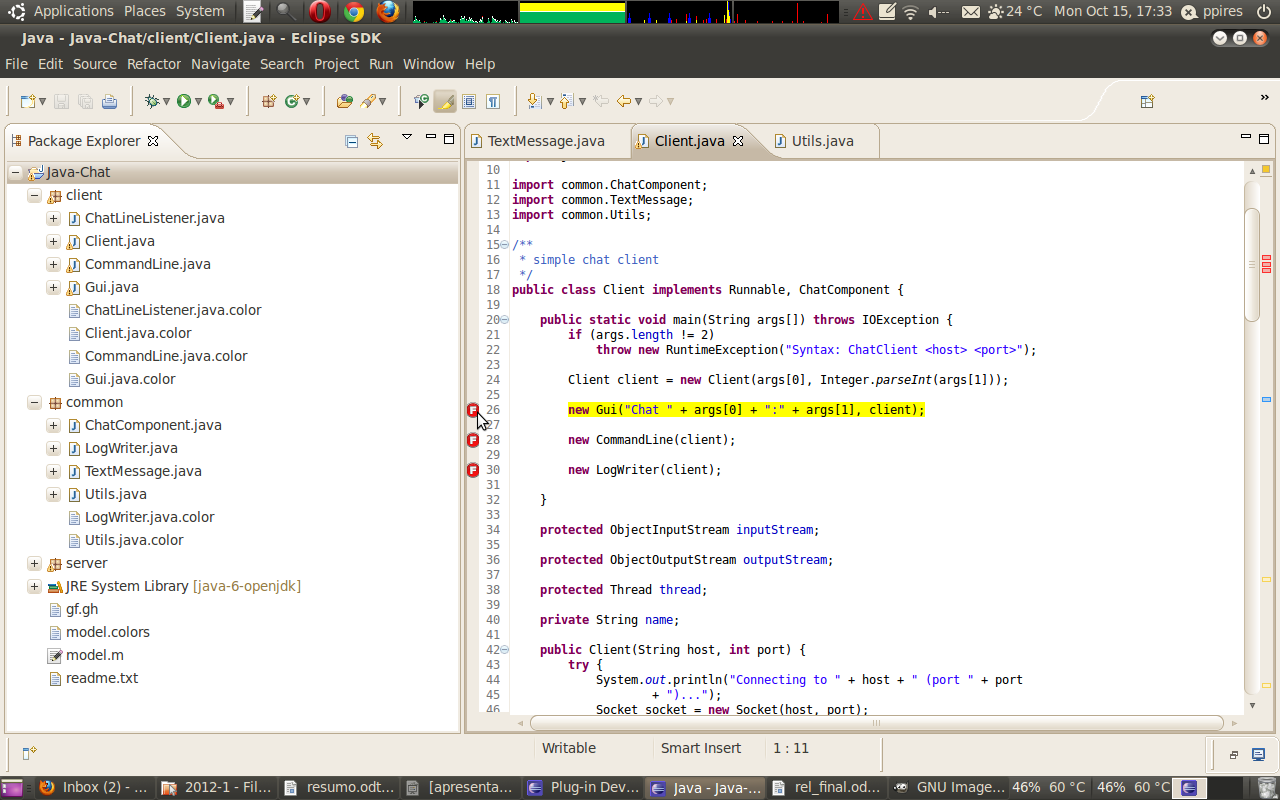 Applications Places System 24 °C Mon Oct 15, 17:33 ppires
Java - Java-Chat/client/Client.java - Eclipse SDK
File Edit Source Refactor Navigate Search Project Run Window Help
Package Explorer
Java-Chat
client
ChatLineListener.java
Client.java
CommandLine.java
Gui.java
ChatLineListener.java.color
Client.java.color
CommandLine.java.color
Gui.java.color
common
ChatComponent.java
LogWriter.java
TextMessage.java
Utils.java
LogWriter.java.color
Utils.java.color
server
JRE System Library [java-6-openjdk]
gf.gh
model.colors
model.m
readme.txt
TextMessage.java Client.java Utils.java
10
11 import common.ChatComponent;
12 import common.TextMessage;
13 import common.Utils;
14
15 /**
16 * simple chat client
17 */
18 public class Client implements Runnable, ChatComponent {
19
20 public static void main(String args[]) throws IOException {
21 if (args.length != 2)
22 throw new RuntimeException("Syntax: ChatClient <host> <port>");
23
24 Client client = new Client(args[0], Integer.parseInt(args[1]));
25
F 26 new Gui("Chat " + args[0] + ":" + args[1], client);
27
F 28 new CommandLine(client);
29
F 30 new LogWriter(client);
31
32 }
33
34 protected ObjectInputStream inputStream;
35
36 protected ObjectOutputStream outputStream;
37
38 protected Thread thread;
39
40 private String name;
41
42 public Client(String host, int port) {
43 try {
44 System.out.println("Connecting to " + host + " (port " + port
45 + ")...");
46 Socket socket = new Socket(host, port);
Writable Smart Insert 1 : 11
Inbox (2) - ... 2012-1 - Fil... resumo.odt... [apresenta... Plug-in Dev... Java - Java-... rel_final.od... GNU Image... 46% 60 °C 46% 60 °C